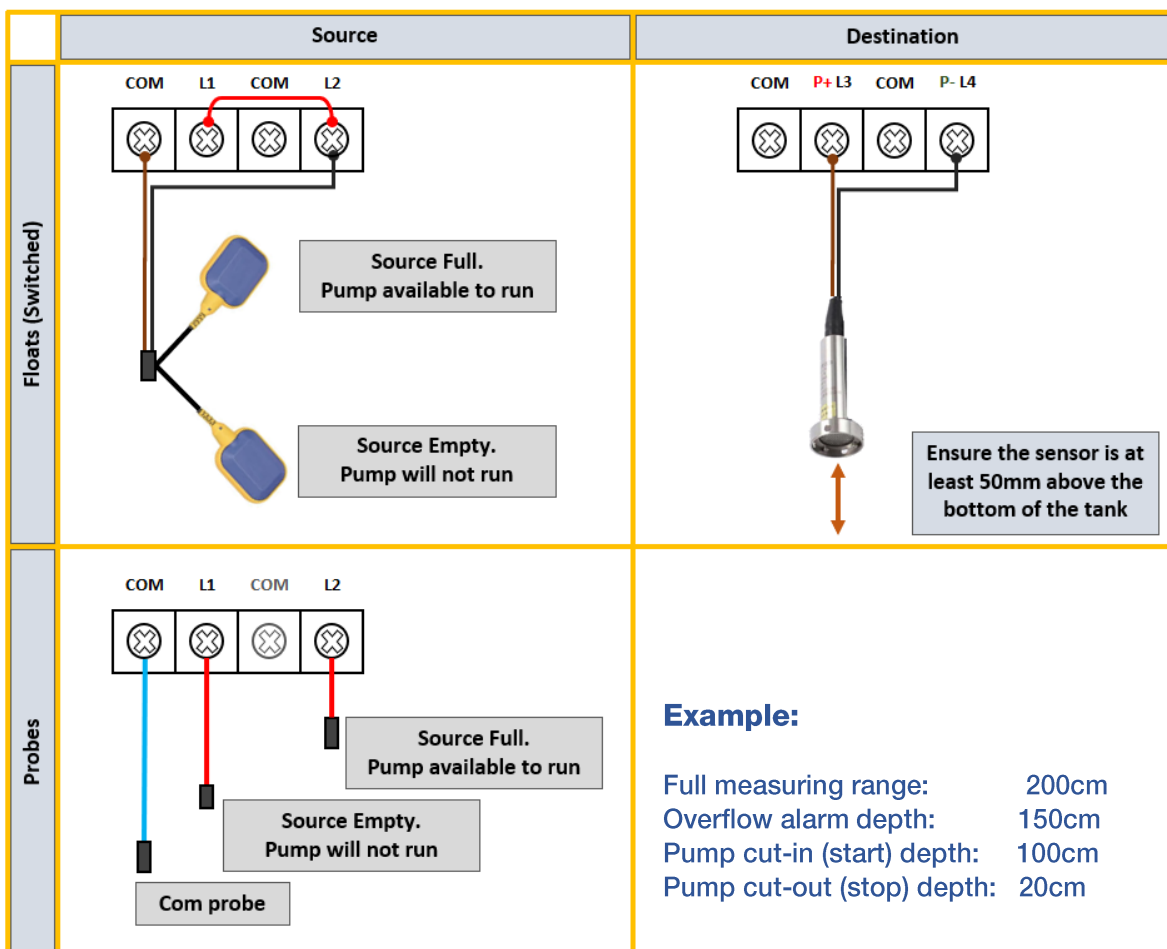 Source
Destination
Floats (Switched)
COM L1 COM L2
Source Full.
Pump available to run
Source Empty.
Pump will not run
COM P+ L3 COM P- L4
Ensure the sensor is at
least 50mm above the
bottom of the tank
Probes
COM L1 COM L2
Source Full.
Pump available to run
Source Empty.
Pump will not run
Com probe
Example:
Full measuring range: 200cm
Overflow alarm depth: 150cm
Pump cut-in (start) depth: 100cm
Pump cut-out (stop) depth: 20cm